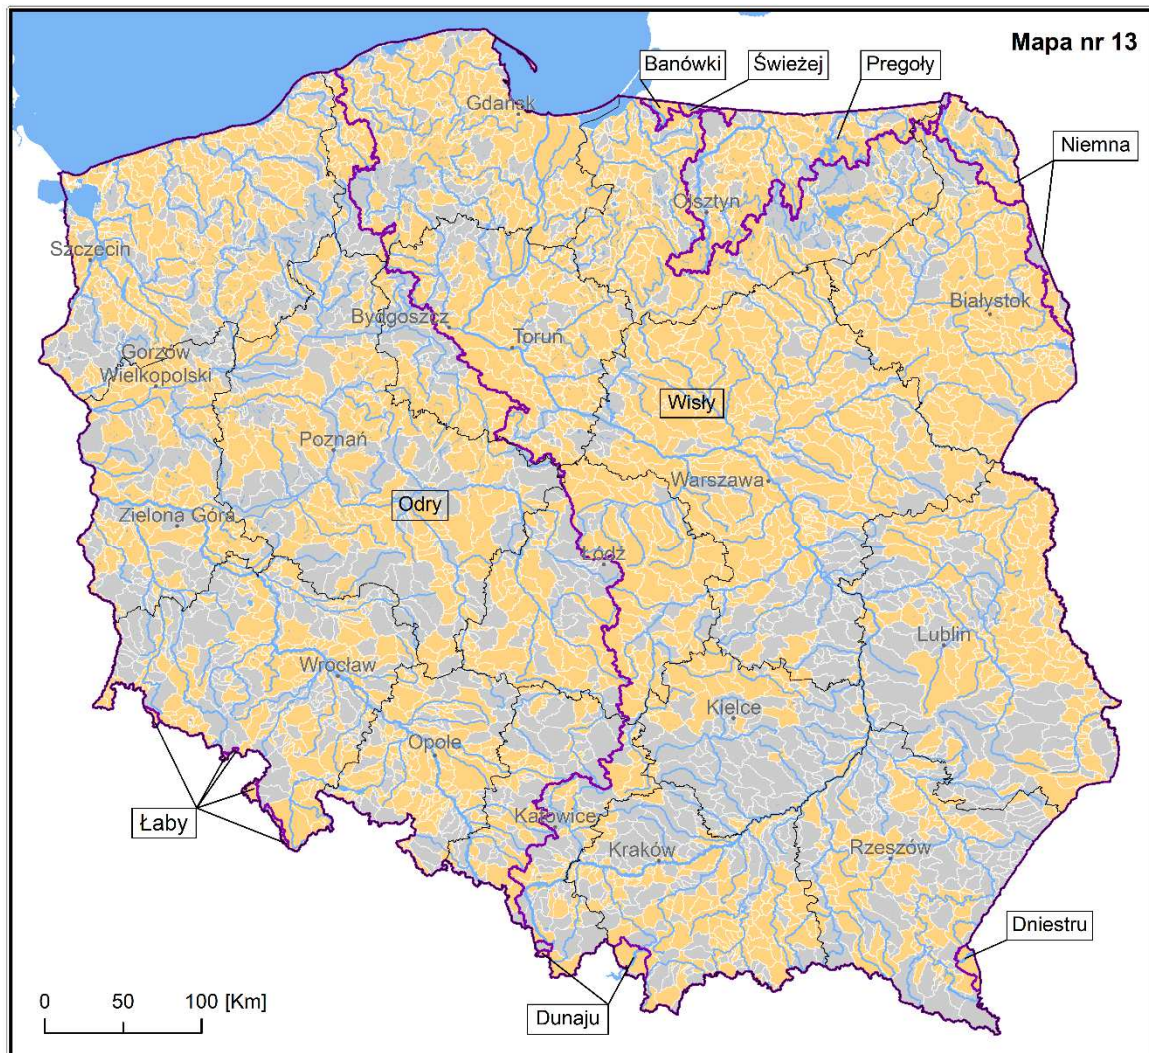 Mapa nr 13
Banówki
Świeżej
Pregoły
Gdańsk
Niemna
Olsztyn
Szczecin
Białystok
Bydgoszcz
Toruń
Gorzów
Wielkopolski
Wisły
Poznań
Warszawa
Odry
Zielona Góra
Łódź
Lublin
Wrocław
Kielce
Opole
Łaby
Katowice
Kraków
Rzeszów
Dniestru
0 50 100 [Km]
Dunaju